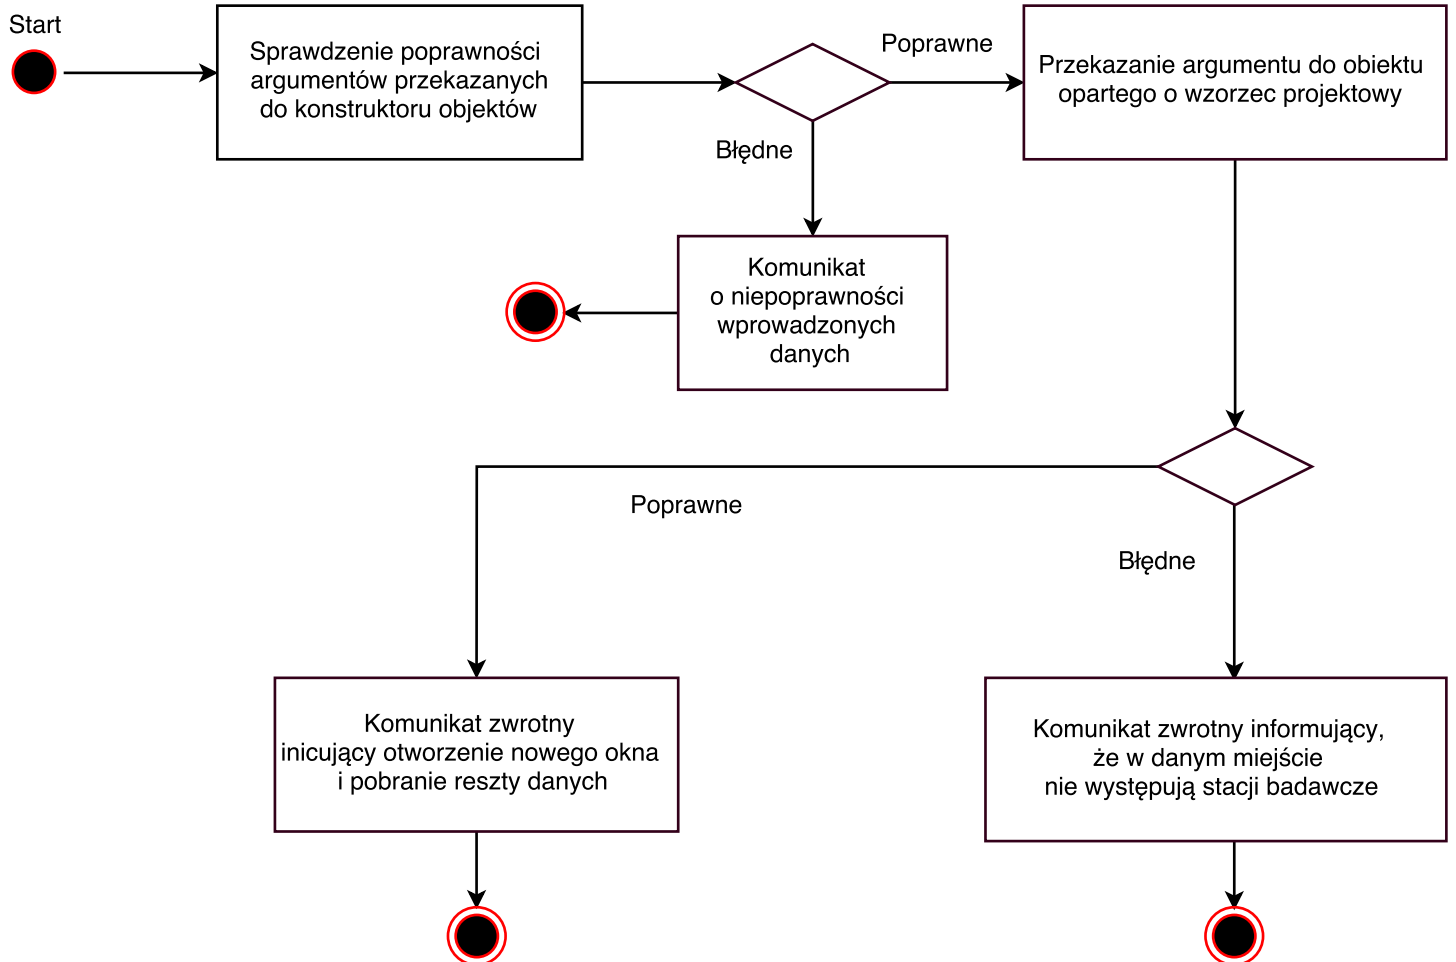 Start
Sprawdzenie poprawności
argumentów przekazanych
do konstruktoru objektów
Poprawne
Przekazanie argumentu do obiektu
opartego o wzorzec projektowy
Błędne
Komunikat
o niepoprawności
wprowadzonych
danych
Poprawne
Błędne
Komunikat zwrotny
inicujący otworzenie nowego okna
i pobranie reszty danych
Komunikat zwrotny informujący,
że w danym miejście
nie występują stacji badawcze